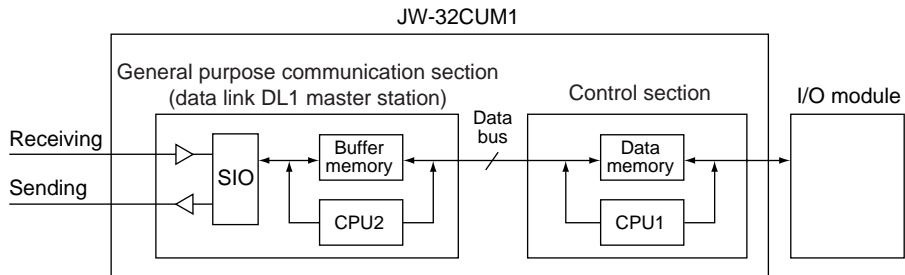 JW-32CUM1
General purpose communication section
(data link DL1 master station)
Control section
I/O module
Receiving
Sending
SIO
Buffer
memory
CPU2
Data
bus
Data
memory
CPU1